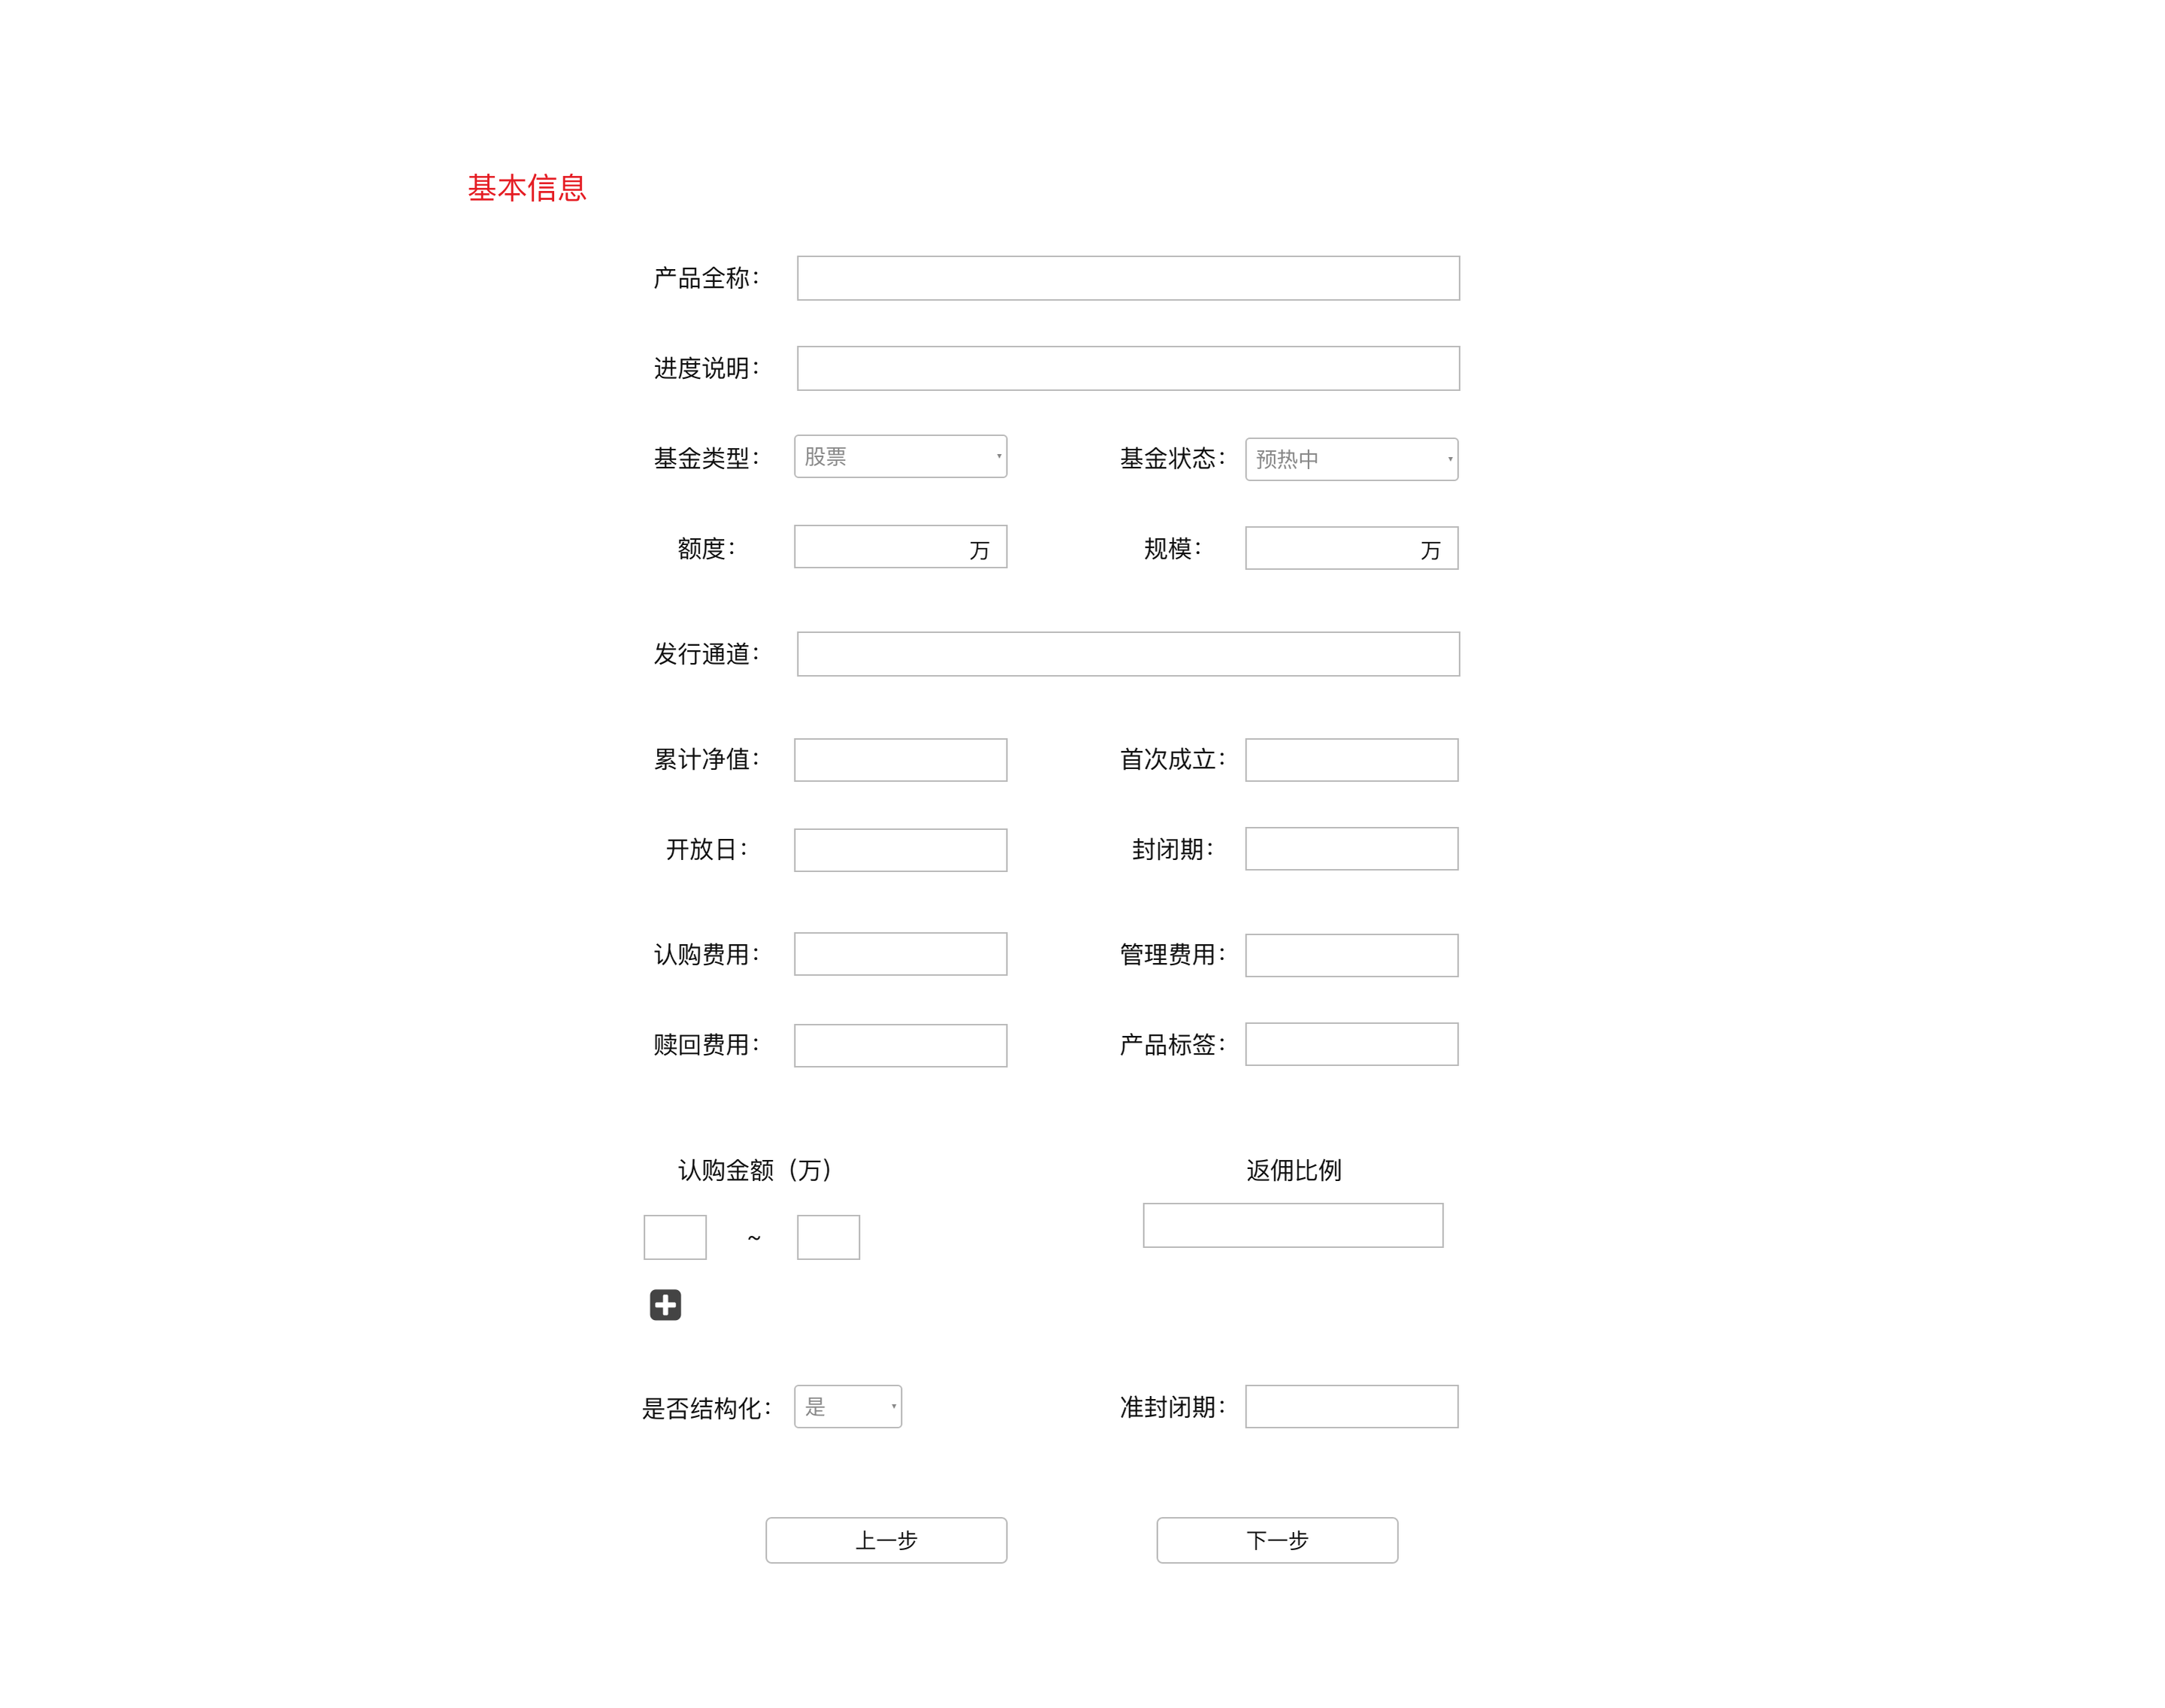 基本信息
产品全称：
进度说明：
基金类型： 股票 基金状态： 预热中
额度： 万 规模： 万
发行通道：
累计净值： 首次成立：
开放日： 封闭期：
认购费用： 管理费用：
赎回费用： 产品标签：
认购金额（万） 返佣比例
~
是否结构化： 是 准封闭期：
上一步 下一步